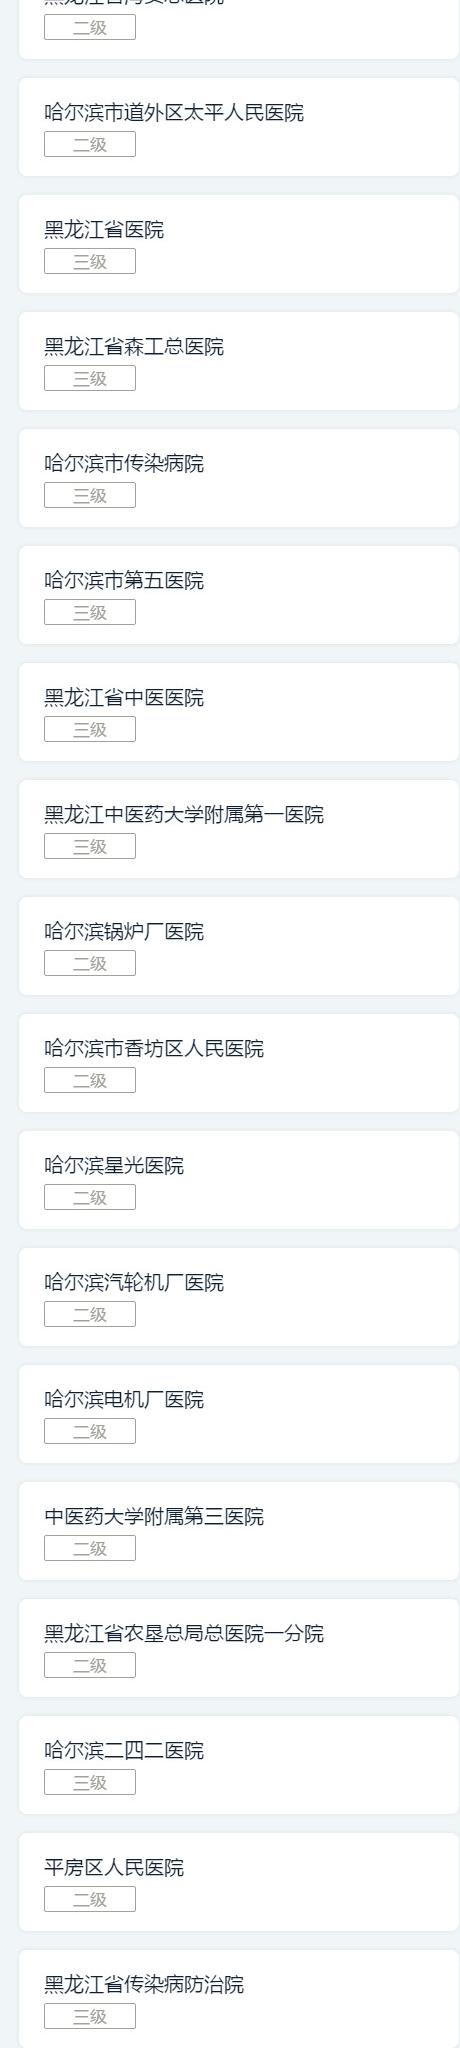 二级
哈尔滨市道外区太平人民医院
二级
黑龙江省医院
三级
黑龙江省森工总医院
三级
哈尔滨市传染病院
三级
哈尔滨市第五医院
三级
黑龙江省中医医院
三级
黑龙江中医药大学附属第一医院
三级
哈尔滨锅炉厂医院
二级
哈尔滨市香坊区人民医院
二级
哈尔滨星光医院
二级
哈尔滨汽轮机厂医院
二级
哈尔滨电机厂医院
二级
中医药大学附属第三医院
二级
黑龙江省农垦总局总医院一分院
二级
哈尔滨二四二医院
三级
平房区人民医院
二级
黑龙江省传染病防治院
三级